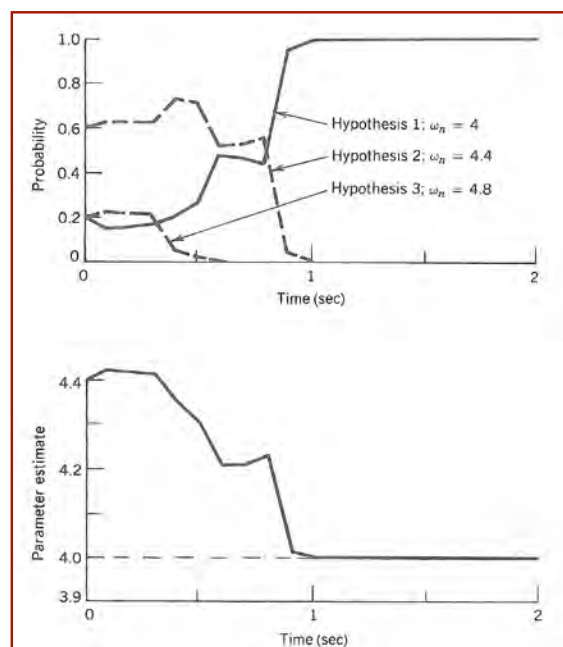 1.0
0.8
0.6
0.4
0.2
0
Probability
Hypothesis 1; ωn = 4
Hypothesis 2; ωn = 4.4
Hypothesis 3; ωn = 4.8
0
1
2
Time (sec)
4.4
4.2
4.0
3.9
Parameter estimate
0
1
2
Time (sec)